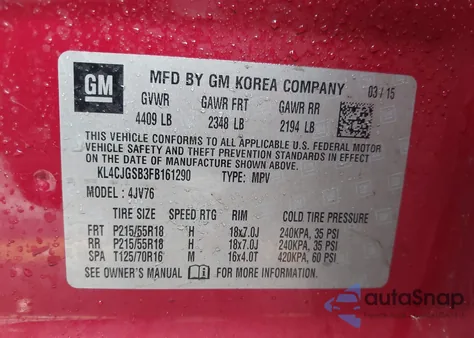 GM
MFD BY GM KOREA COMPANY 03/15
GVWR GAWR FRT GAWR RR
4409 LB 2348 LB 2194 LB
THIS VEHICLE CONFORMS TO ALL APPLICABLE U.S. FEDERAL MOTOR
VEHICLE SAFETY AND THEFT PREVENTION STANDARDS IN EFFECT ON
THE DATE OF MANUFACTURE SHOWN ABOVE.
KL4CJGSB3FB161290 TYPE: MPV
MODEL: 4JV76
TIRE SIZE SPEED RTG RIM COLD TIRE PRESSURE
FRT P215/55R18 H 18x7.0J 240KPA, 35 PSI
RR P215/55R18 H 18x7.0J 240KPA, 35 PSI
SPA T125/70R16 M 16x4.0T 420KPA, 60 PSI
SEE OWNER'S MANUAL FOR MORE INFORMATION.
autoSnap